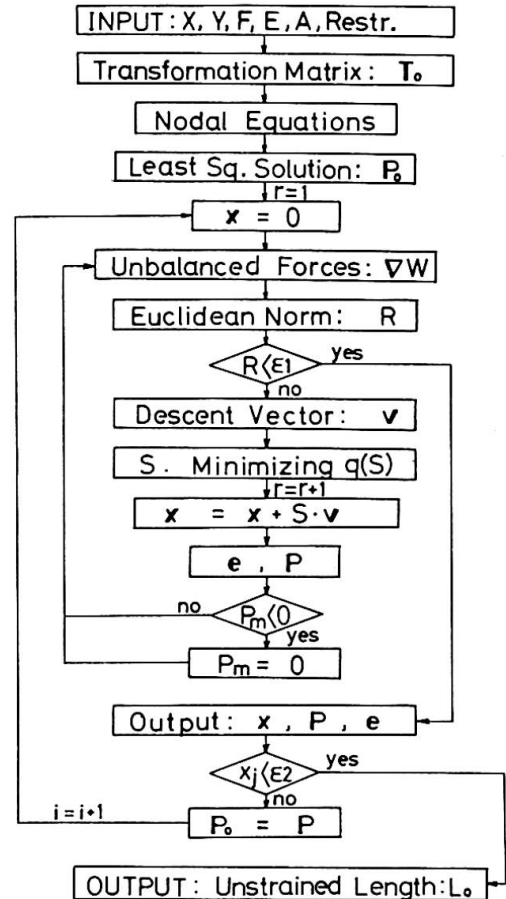 INPUT: X, Y, F, E, A, Restr.
Transformation Matrix: T₀
Nodal Equations
Least Sq. Solution: P₀
r=1
x = 0
Unbalanced Forces: ∇W
Euclidean Norm: R
R<ε1
yes
no
Descent Vector: v
S. Minimizing q(S)
r=r+1
x = x + S·v
e , P
no
Pm<0
yes
Pm = 0
Output: x , P , e
xj<ε2
yes
no
i=i+1
P₀ = P
OUTPUT: Unstrained Length: L₀